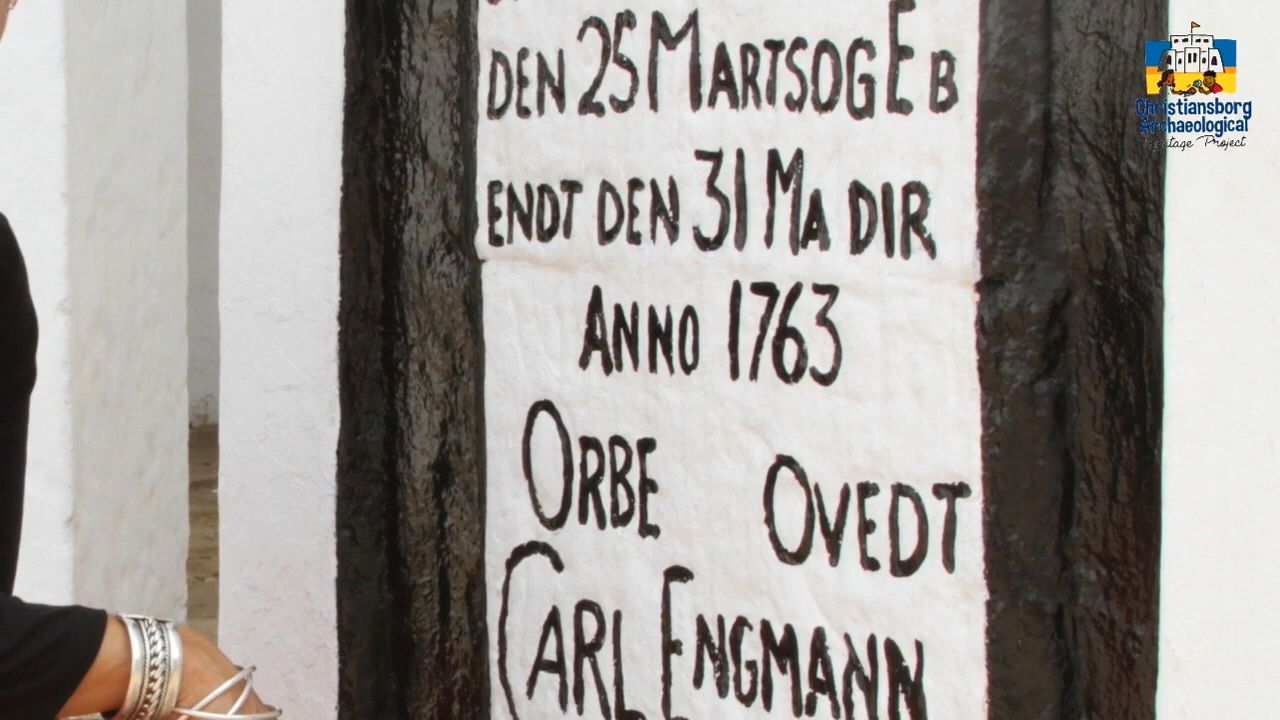 DEN 25 MARTSOG E B
ENDT DEN 31 MA DIR
ANNO 1763
ORBE OVEDT
CARL ENGMANN
Christiansborg
Archaeological
Heritage Project